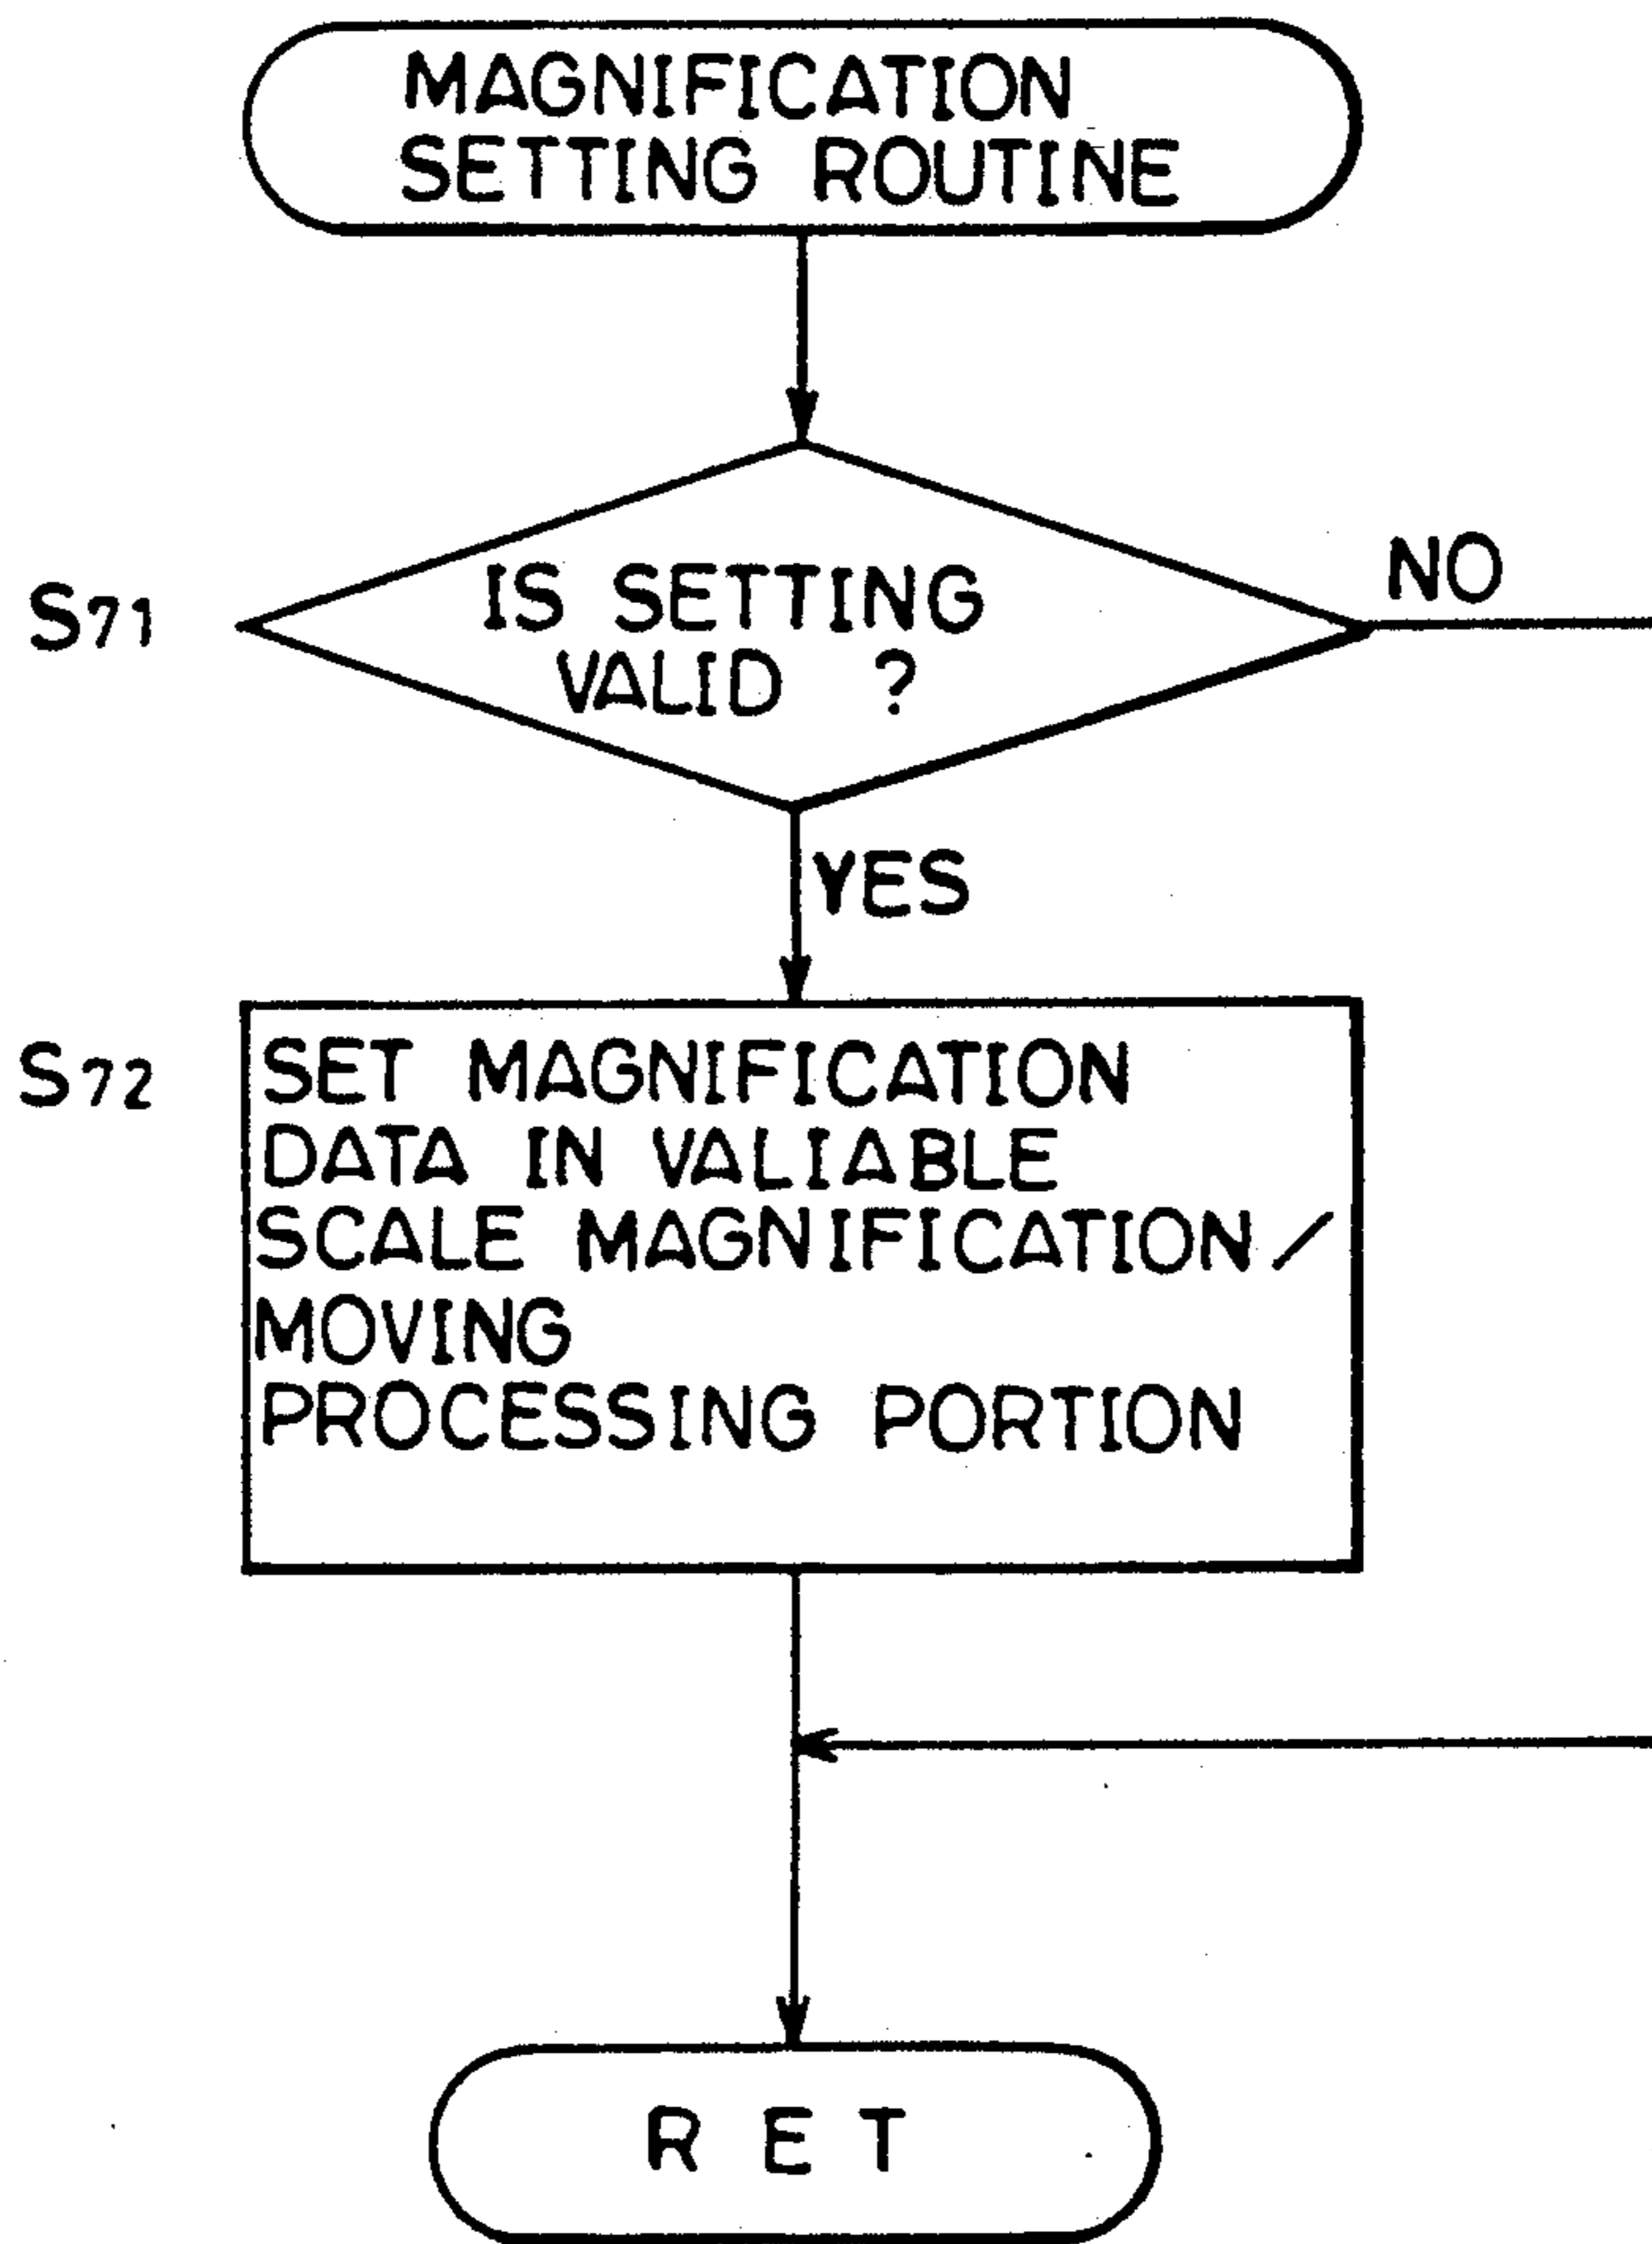 MAGNIFICATION
SETTING ROUTINE
S71
IS SETTING
VALID ?
NO
YES
S72
SET MAGNIFICATION
DATA IN VALIABLE
SCALE MAGNIFICATION/
MOVING
PROCESSING PORTION
RET